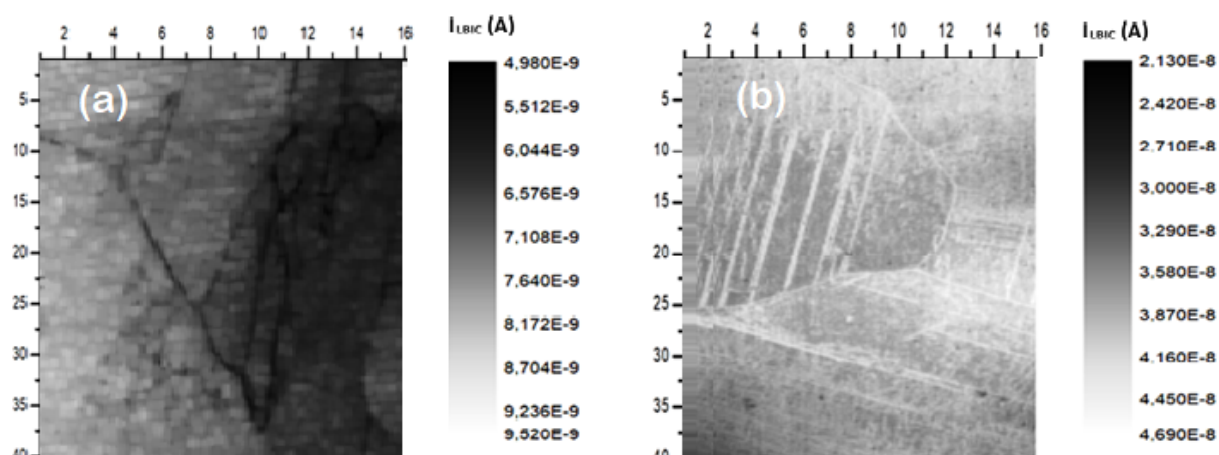 2 4 6 8 10 12 14 16
i LBIC (A)
(a)
5
10
15
20
25
30
35
40
4,980E-9
5,512E-9
6,044E-9
6,576E-9
7,108E-9
7,640E-9
8,172E-9
8,704E-9
9,236E-9
9,520E-9
2 4 6 8 10 12 14 16
i LBIC (A)
(b)
5
10
15
20
25
30
35
40
2,130E-8
2,420E-8
2,710E-8
3,000E-8
3,290E-8
3,580E-8
3,870E-8
4,160E-8
4,450E-8
4,690E-8